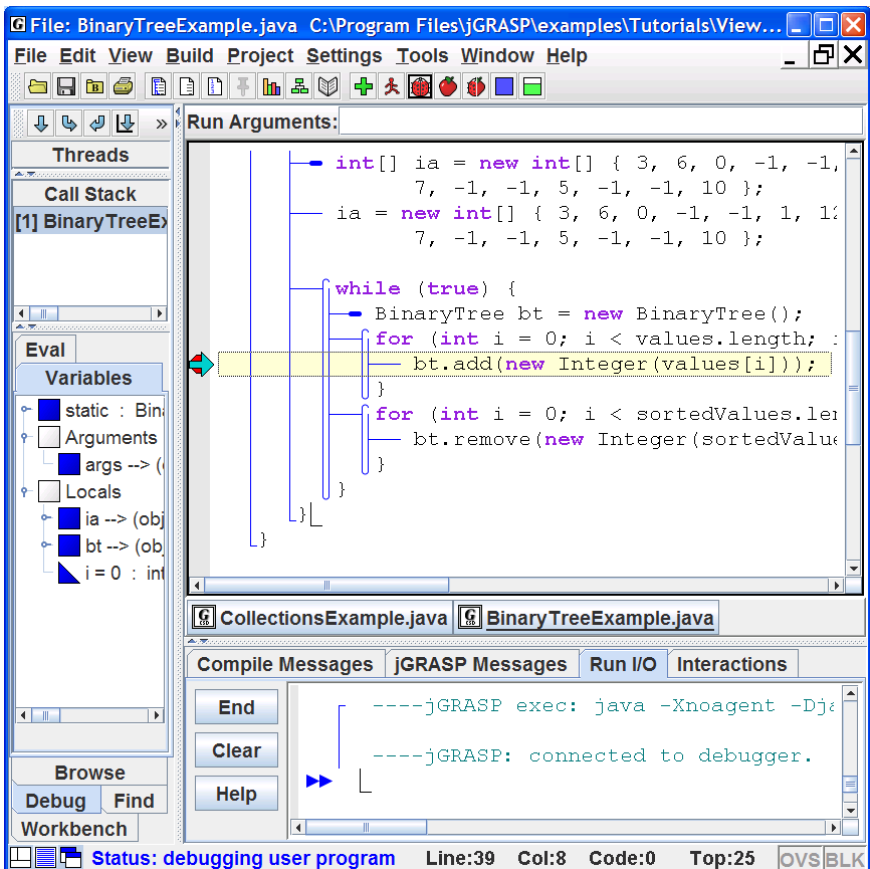 File: BinaryTreeExample.java C:\Program Files\jGRASP\examples\Tutorials\View...
File Edit View Build Project Settings Tools Window Help
Run Arguments:
Threads
Call Stack
[1] BinaryTreeEx
Eval
Variables
static : Bin
Arguments
args --> (
Locals
ia --> (obj
bt --> (ob
i = 0 : int
int[] ia = new int[] { 3, 6, 0, -1, -1,
7, -1, -1, 5, -1, -1, 10 };
ia = new int[] { 3, 6, 0, -1, -1, 1, 12
7, -1, -1, 5, -1, -1, 10 };
while (true) {
BinaryTree bt = new BinaryTree();
for (int i = 0; i < values.length; i
bt.add(new Integer(values[i]));
}
for (int i = 0; i < sortedValues.len
bt.remove(new Integer(sortedValue
}
}
}
}
CollectionsExample.java BinaryTreeExample.java
Compile Messages jGRASP Messages Run I/O Interactions
End
Clear
Help
----jGRASP exec: java -Xnoagent -Dja
----jGRASP: connected to debugger.
Browse
Debug Find
Workbench
Status: debugging user program Line:39 Col:8 Code:0 Top:25 OVS BLK